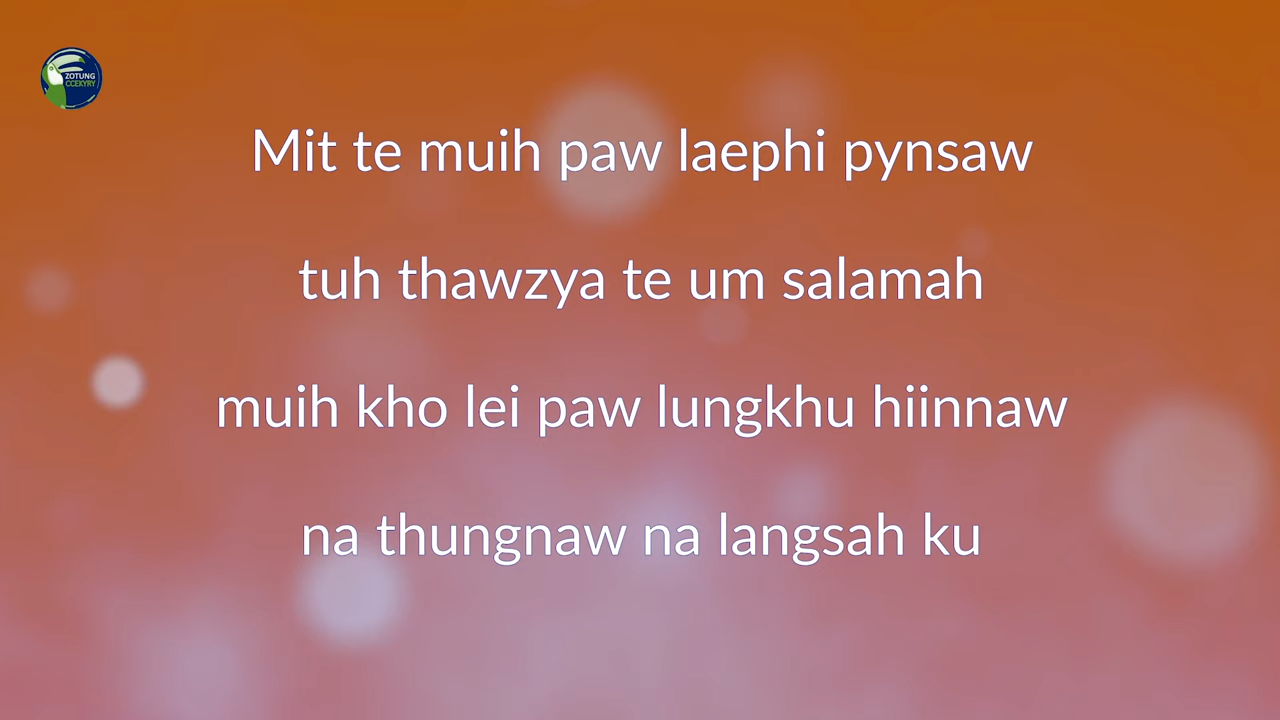 ZOTUNG
CCEKYRY
Mit te muih paw laephi pynsaw
tuh thawzya te um salamah
muih kho lei paw lungkhu hiinnaw
na thungnaw na langsah ku